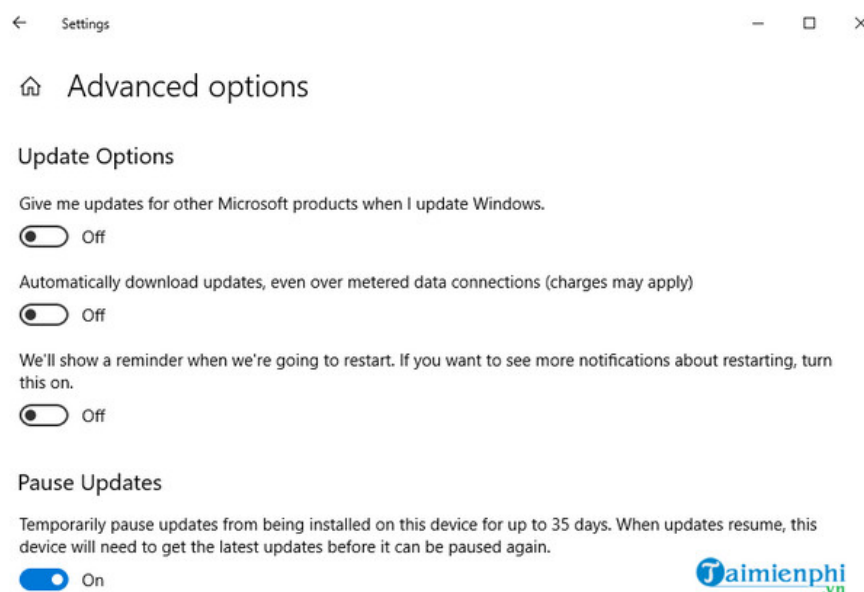 Settings
Advanced options
Update Options
Give me updates for other Microsoft products when I update Windows.
Off
Automatically download updates, even over metered data connections (charges may apply)
Off
We'll show a reminder when we're going to restart. If you want to see more notifications about restarting, turn
this on.
Off
Pause Updates
Temporarily pause updates from being installed on this device for up to 35 days. When updates resume, this
device will need to get the latest updates before it can be paused again.
On
Taimienphi
.vn